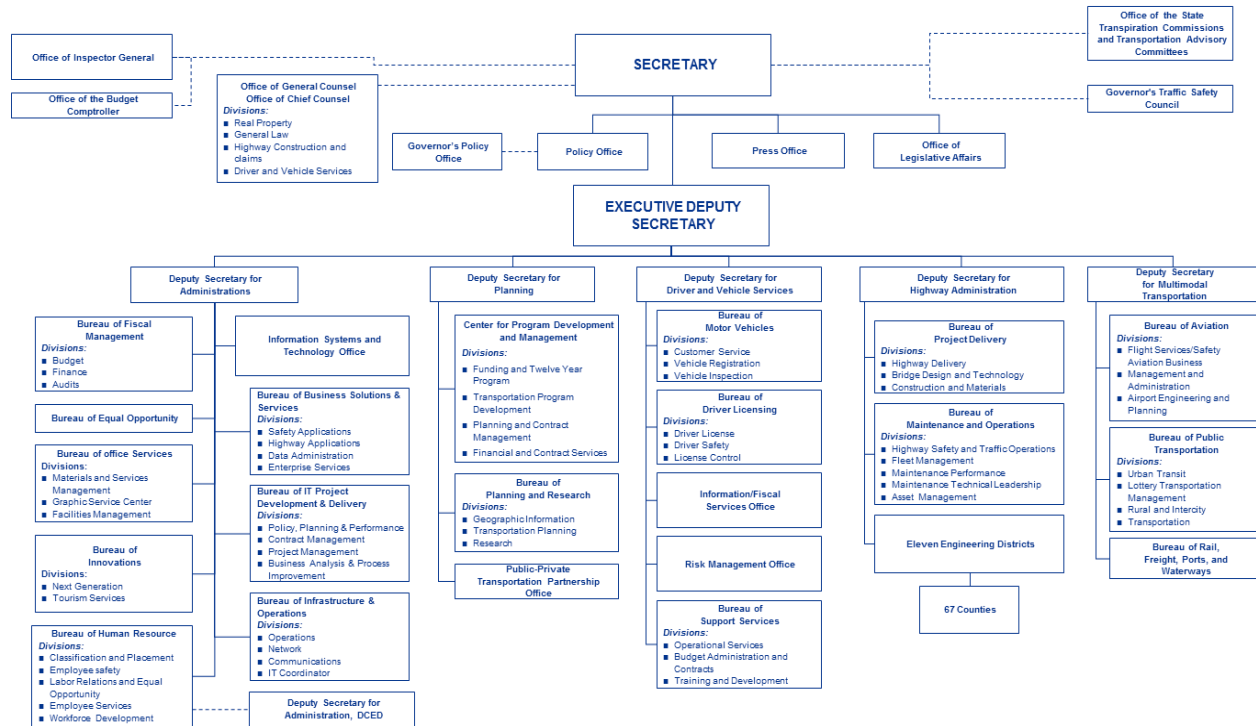 Office of the State
Transpiration Commissions
and Transportation Advisory
Committees
Office of Inspector General
SECRETARY
Office of General Counsel
Office of Chief Counsel
Divisions:
■ Real Property
■ General Law
■ Highway Construction and
claims
■ Driver and Vehicle Services
Office of the Budget
Comptroller
Governor's Traffic Safety
Council
Governor's Policy
Office
Policy Office
Press Office
Office of
Legislative Affairs
EXECUTIVE DEPUTY
SECRETARY
Deputy Secretary for
Administrations
Bureau of Fiscal
Management
Divisions:
■ Budget
■ Finance
■ Audits
Bureau of Equal Opportunity
Bureau of office Services
Divisions:
■ Materials and Services
Management
■ Graphic Service Center
■ Facilities Management
Bureau of
Innovations
Divisions:
■ Next Generation
■ Tourism Services
Bureau of Human Resource
Divisions:
■ Classification and Placement
■ Employee safety
■ Labor Relations and Equal
Opportunity
■ Employee Services
■ Workforce Development
Information Systems and
Technology Office
Bureau of Business Solutions &
Services
Divisions:
■ Safety Applications
■ Highway Applications
■ Data Administration
■ Enterprise Services
Bureau of IT Project
Development & Delivery
Divisions:
■ Policy, Planning & Performance
■ Contract Management
■ Project Management
■ Business Analysis & Process
Improvement
Bureau of Infrastructure &
Operations
Divisions:
■ Operations
■ Network
■ Communications
■ IT Coordinator
Deputy Secretary for
Administration, DCED
Deputy Secretary for
Planning
Center for Program Development
and Management
Divisions:
■ Funding and Twelve Year
Program
■ Transportation Program
Development
■ Planning and Contract
Management
■ Financial and Contract Services
Bureau of
Planning and Research
Divisions:
■ Geographic Information
■ Transportation Planning
■ Research
Public-Private
Transportation Partnership
Office
Deputy Secretary for
Driver and Vehicle Services
Bureau of
Motor Vehicles
Divisions:
■ Customer Service
■ Vehicle Registration
■ Vehicle Inspection
Bureau of
Driver Licensing
Divisions:
■ Driver License
■ Driver Safety
■ License Control
Information/Fiscal
Services Office
Risk Management Office
Bureau of
Support Services
Divisions:
■ Operational Services
■ Budget Administration and
Contracts
■ Training and Development
Deputy Secretary for
Highway Administration
Bureau of
Project Delivery
Divisions:
■ Highway Delivery
■ Bridge Design and Technology
■ Construction and Materials
Bureau of
Maintenance and Operations
Divisions:
■ Highway Safety and Traffic Operations
■ Fleet Management
■ Maintenance Performance
■ Maintenance Technical Leadership
■ Asset Management
Eleven Engineering Districts
67 Counties
Deputy Secretary
for Multimodal
Transportation
Bureau of Aviation
Divisions:
■ Flight Services/Safety
Aviation Business
■ Management and
Administration
■ Airport Engineering and
Planning
Bureau of Public
Transportation
Divisions:
■ Urban Transit
■ Lottery Transportation
Management
■ Rural and Intercity
■ Transportation
Bureau of Rail,
Freight, Ports, and
Waterways